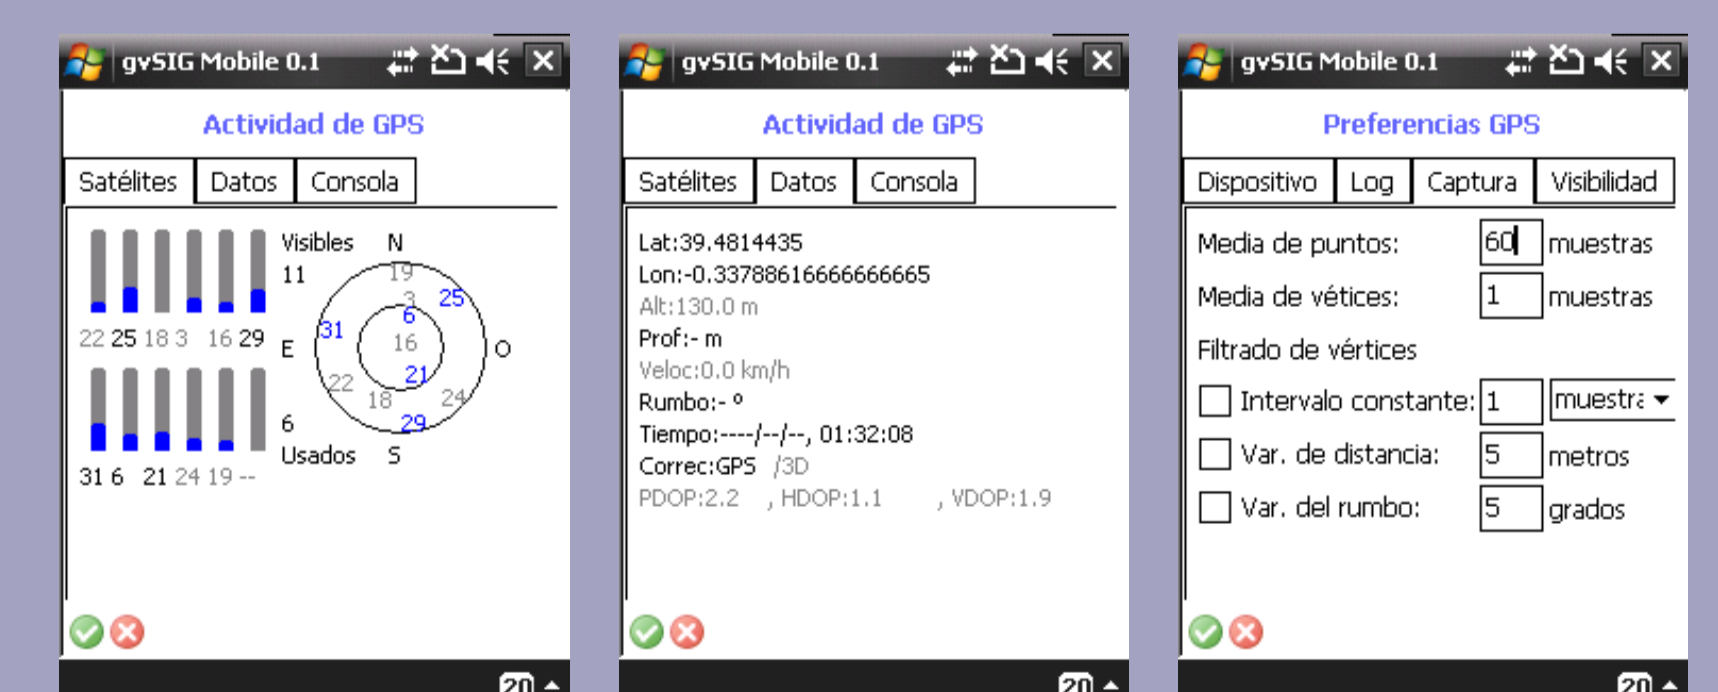 gvSIG Mobile 0.1
Actividad de GPS
Satélites Datos Consola
Visibles
11
22 25 18 3 16 29
6
Usados
31 6 21 24 19 --
N
19
3
25
6
31
16
E
O
21
22
18
24
29
S
20
gvSIG Mobile 0.1
Actividad de GPS
Satélites Datos Consola
Lat:39.4814435
Lon:-0.33788616666666665
Alt:130.0 m
Prof:- m
Veloc:0.0 km/h
Rumbo:- º
Tiempo:----/--/--, 01:32:08
Correc:GPS /3D
PDOP:2.2 , HDOP:1.1 , VDOP:1.9
20
gvSIG Mobile 0.1
Preferencias GPS
Dispositivo Log Captura Visibilidad
Media de puntos: 60 muestras
Media de vétices: 1 muestras
Filtrado de vértices
Intervalo constante: 1 muestra
Var. de distancia: 5 metros
Var. del rumbo: 5 grados
20